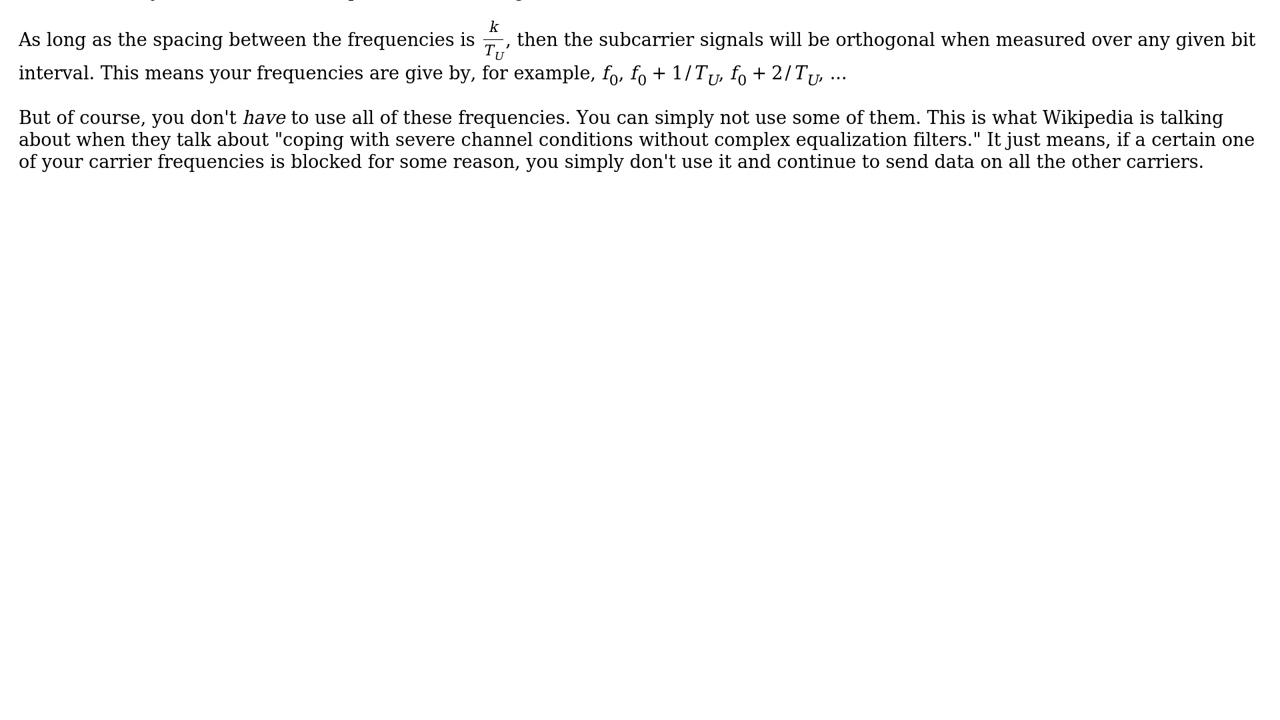 As long as the spacing between the frequencies is k/T_U, then the subcarrier signals will be orthogonal when measured over any given bit
interval. This means your frequencies are give by, for example, f_0, f_0 + 1/T_U, f_0 + 2/T_U, ...
But of course, you don't have to use all of these frequencies. You can simply not use some of them. This is what Wikipedia is talking
about when they talk about "coping with severe channel conditions without complex equalization filters." It just means, if a certain one
of your carrier frequencies is blocked for some reason, you simply don't use it and continue to send data on all the other carriers.